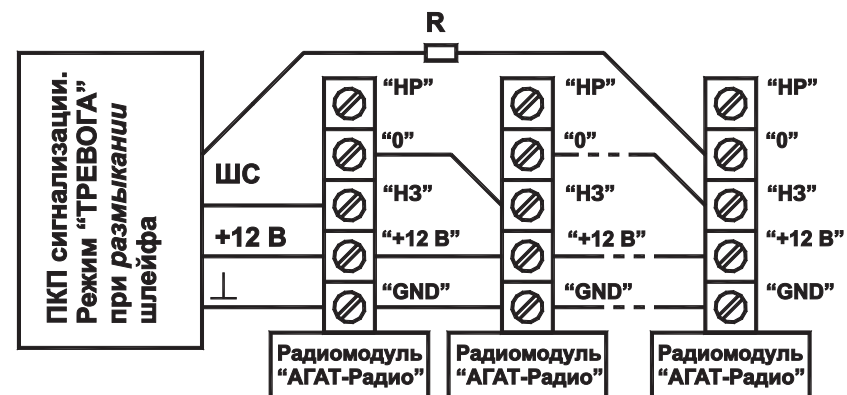 R
ПКП сигнализации.
Режим “ТРЕВОГА”
при размыкании
шлейфа
ШС
+12 В
⊥
“НР”
“0”
“НЗ”
“+12 В”
“GND”
Радиомодуль
“АГАТ-Радио”
“НР”
“0”
“НЗ”
“+12 В”
“GND”
Радиомодуль
“АГАТ-Радио”
“НР”
“0”
“НЗ”
“+12 В”
“GND”
Радиомодуль
“АГАТ-Радио”